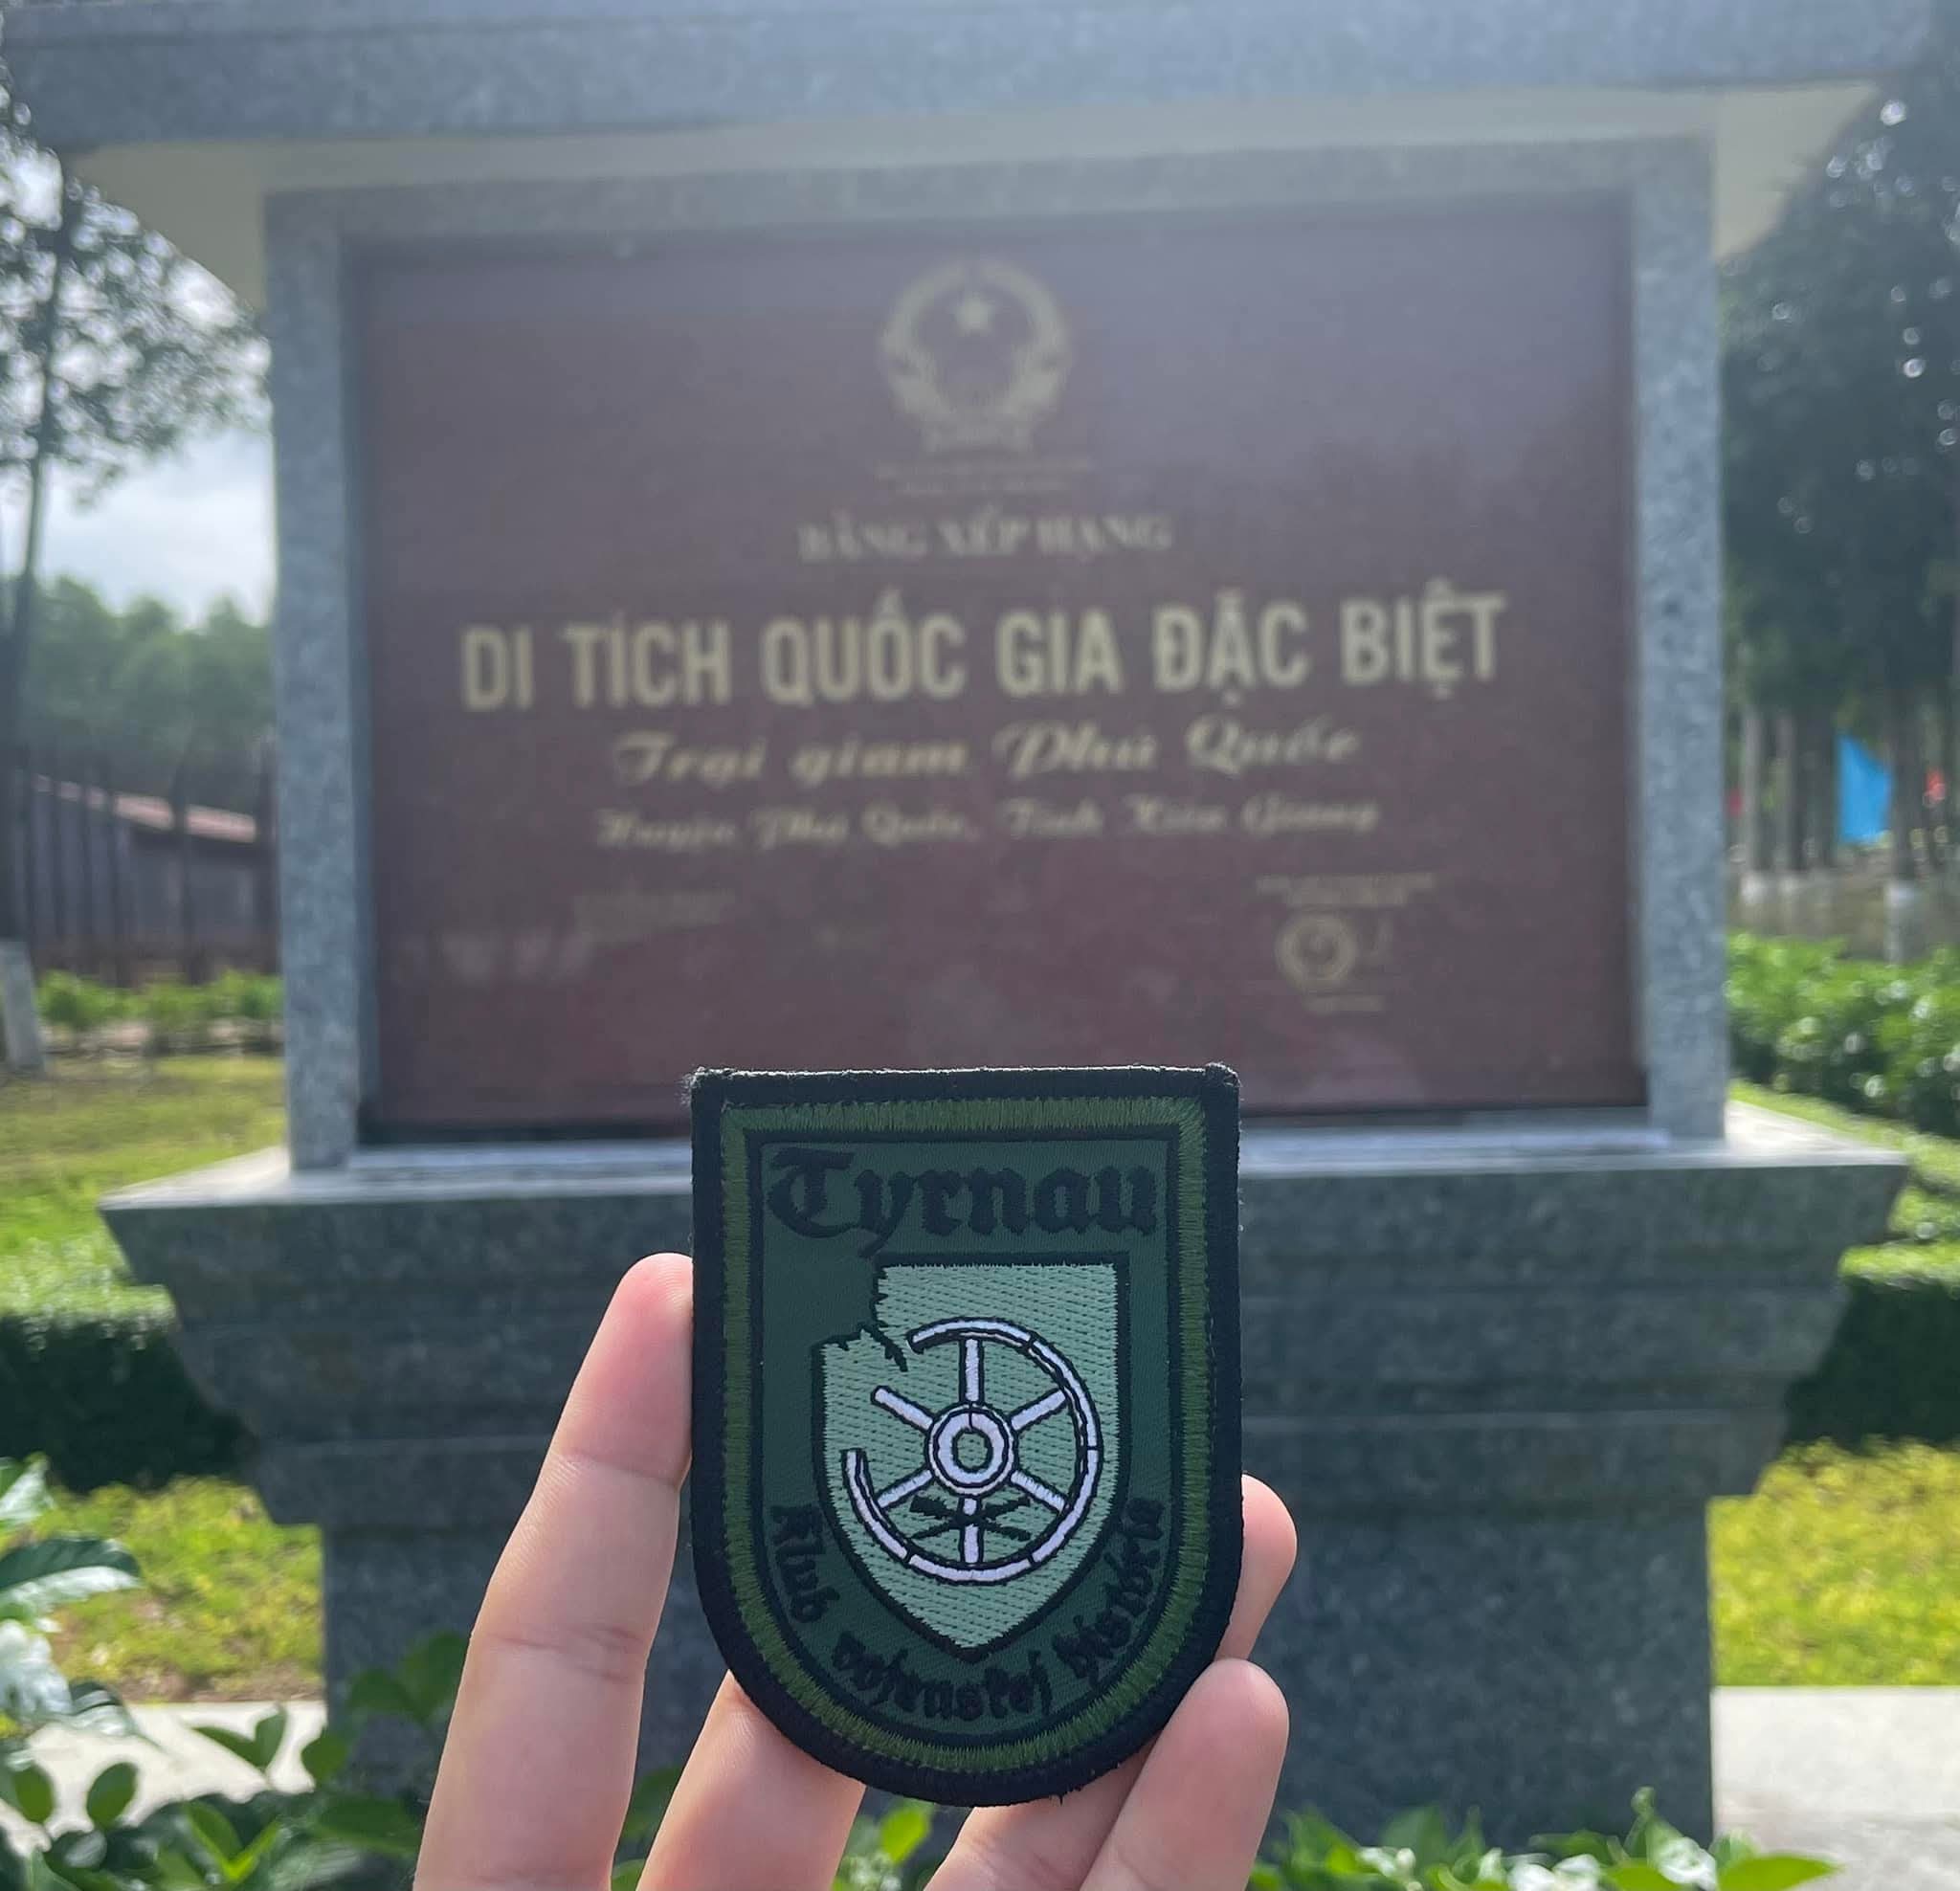 BẰNG XẾP HẠNG
DI TÍCH QUỐC GIA ĐẶC BIỆT
Trại giam Phú Quốc
Huyện Phú Quốc, Tỉnh Kiên Giang
Tyrnau
Klub vojenskej histórie